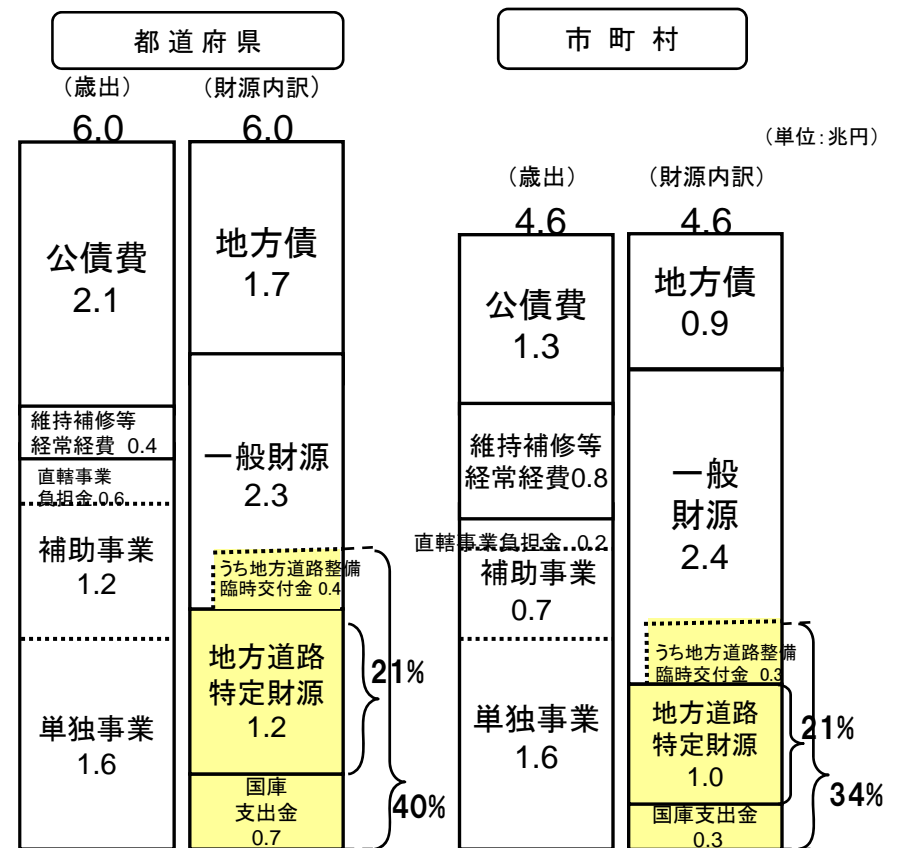 都道府県
（歳出）
（財源内訳）
6.0
6.0
公債費
2.1
維持補修等
経常経費 0.4
直轄事業
負担金 0.6
補助事業
1.2
単独事業
1.6
地方債
1.7
一般財源
2.3
うち地方道路整備
臨時交付金 0.4
地方道路
特定財源
1.2
国庫
支出金
0.7
21%
40%
市町村
（単位：兆円）
（歳出）
（財源内訳）
4.6
4.6
公債費
1.3
維持補修等
経常経費0.8
直轄事業負担金 0.2
補助事業
0.7
単独事業
1.6
地方債
0.9
一般
財源
2.4
うち地方道路整備
臨時交付金 0.3
地方道路
特定財源
1.0
国庫支出金
0.3
21%
34%